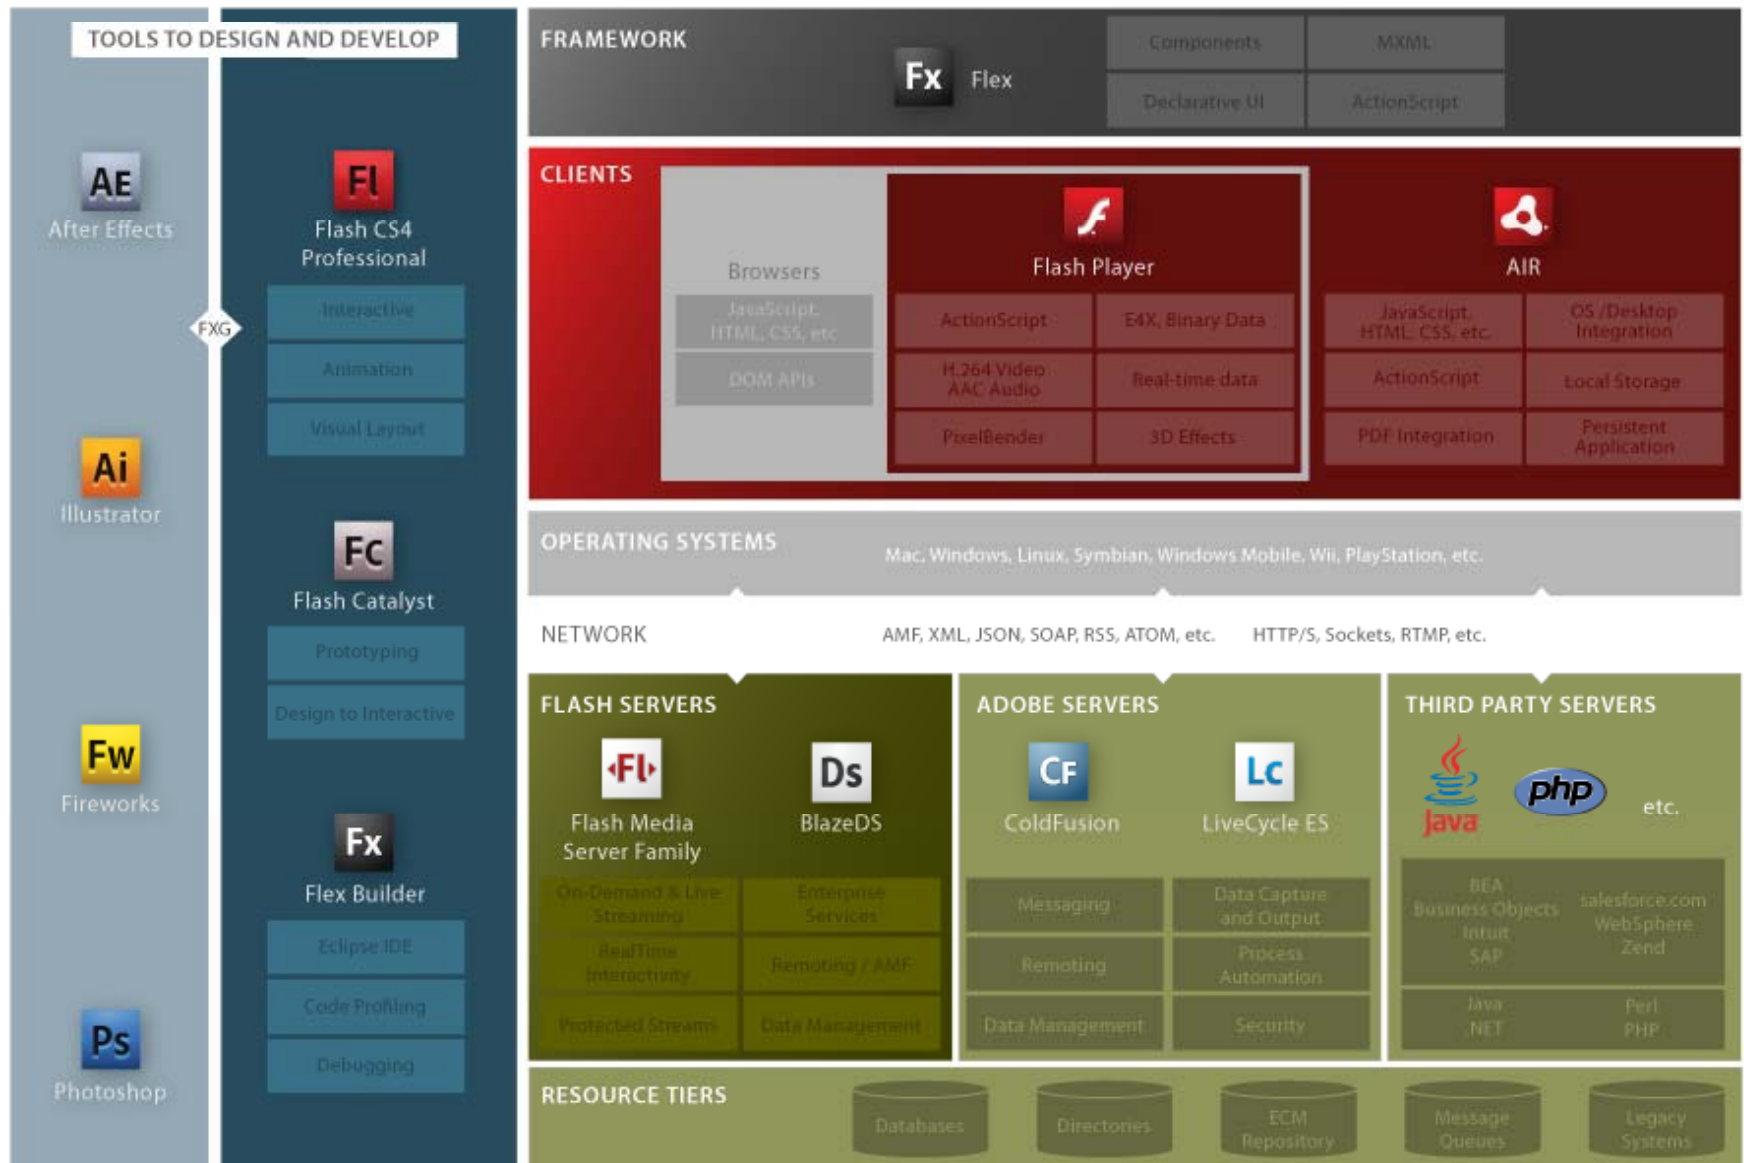 TOOLS TO DESIGN AND DEVELOP
AE
After Effects
Ai
Illustrator
Fw
Fireworks
Ps
Photoshop
FXG
Fl
Flash CS4
Professional
Interactive
Animation
Visual Layout
Fc
Flash Catalyst
Prototyping
Design to Interactive
Fx
Flex Builder
Eclipse IDE
Code Profiling
Debugging
FRAMEWORK
Fx
Flex
Components
MXML
Declarative UI
ActionScript
CLIENTS
Browsers
JavaScript,
HTML, CSS, etc
DOM APIs
Flash Player
ActionScript
E4X, Binary Data
H.264 Video
AAC Audio
Real-time data
PixelBender
3D Effects
AIR
JavaScript,
HTML, CSS, etc.
OS /Desktop
Integration
ActionScript
Local Storage
PDF Integration
Persistent
Application
OPERATING SYSTEMS
Mac, Windows, Linux, Symbian, Windows Mobile, Wii, PlayStation, etc.
NETWORK
AMF, XML, JSON, SOAP, RSS, ATOM, etc.
HTTP/S, Sockets, RTMP, etc.
FLASH SERVERS
Fl
Flash Media
Server Family
Ds
BlazeDS
On-Demand & Live
Streaming
Enterprise
Services
RealTime
Interactivity
Remoting / AMF
Protected Streams
Data Management
ADOBE SERVERS
CF
ColdFusion
Lc
LiveCycle ES
Messaging
Data Capture
and Output
Remoting
Process
Automation
Data Management
Security
THIRD PARTY SERVERS
Java
php
etc.
BEA
Business Objects
Intuit
SAP
salesforce.com
WebSphere
Zend
Java
.NET
Perl
PHP
RESOURCE TIERS
Databases
Directories
ECM
Repository
Message
Queues
Legacy
Systems